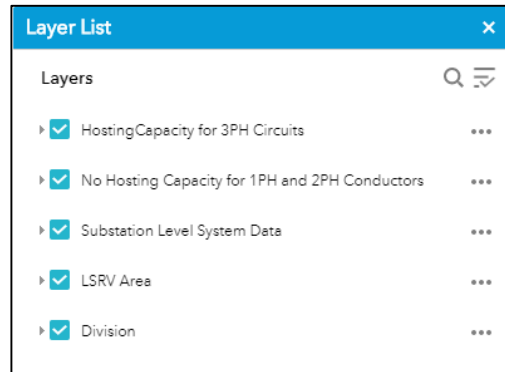 Layer List
Layers
HostingCapacity for 3PH Circuits
No Hosting Capacity for 1PH and 2PH Conductors
Substation Level System Data
LSRV Area
Division